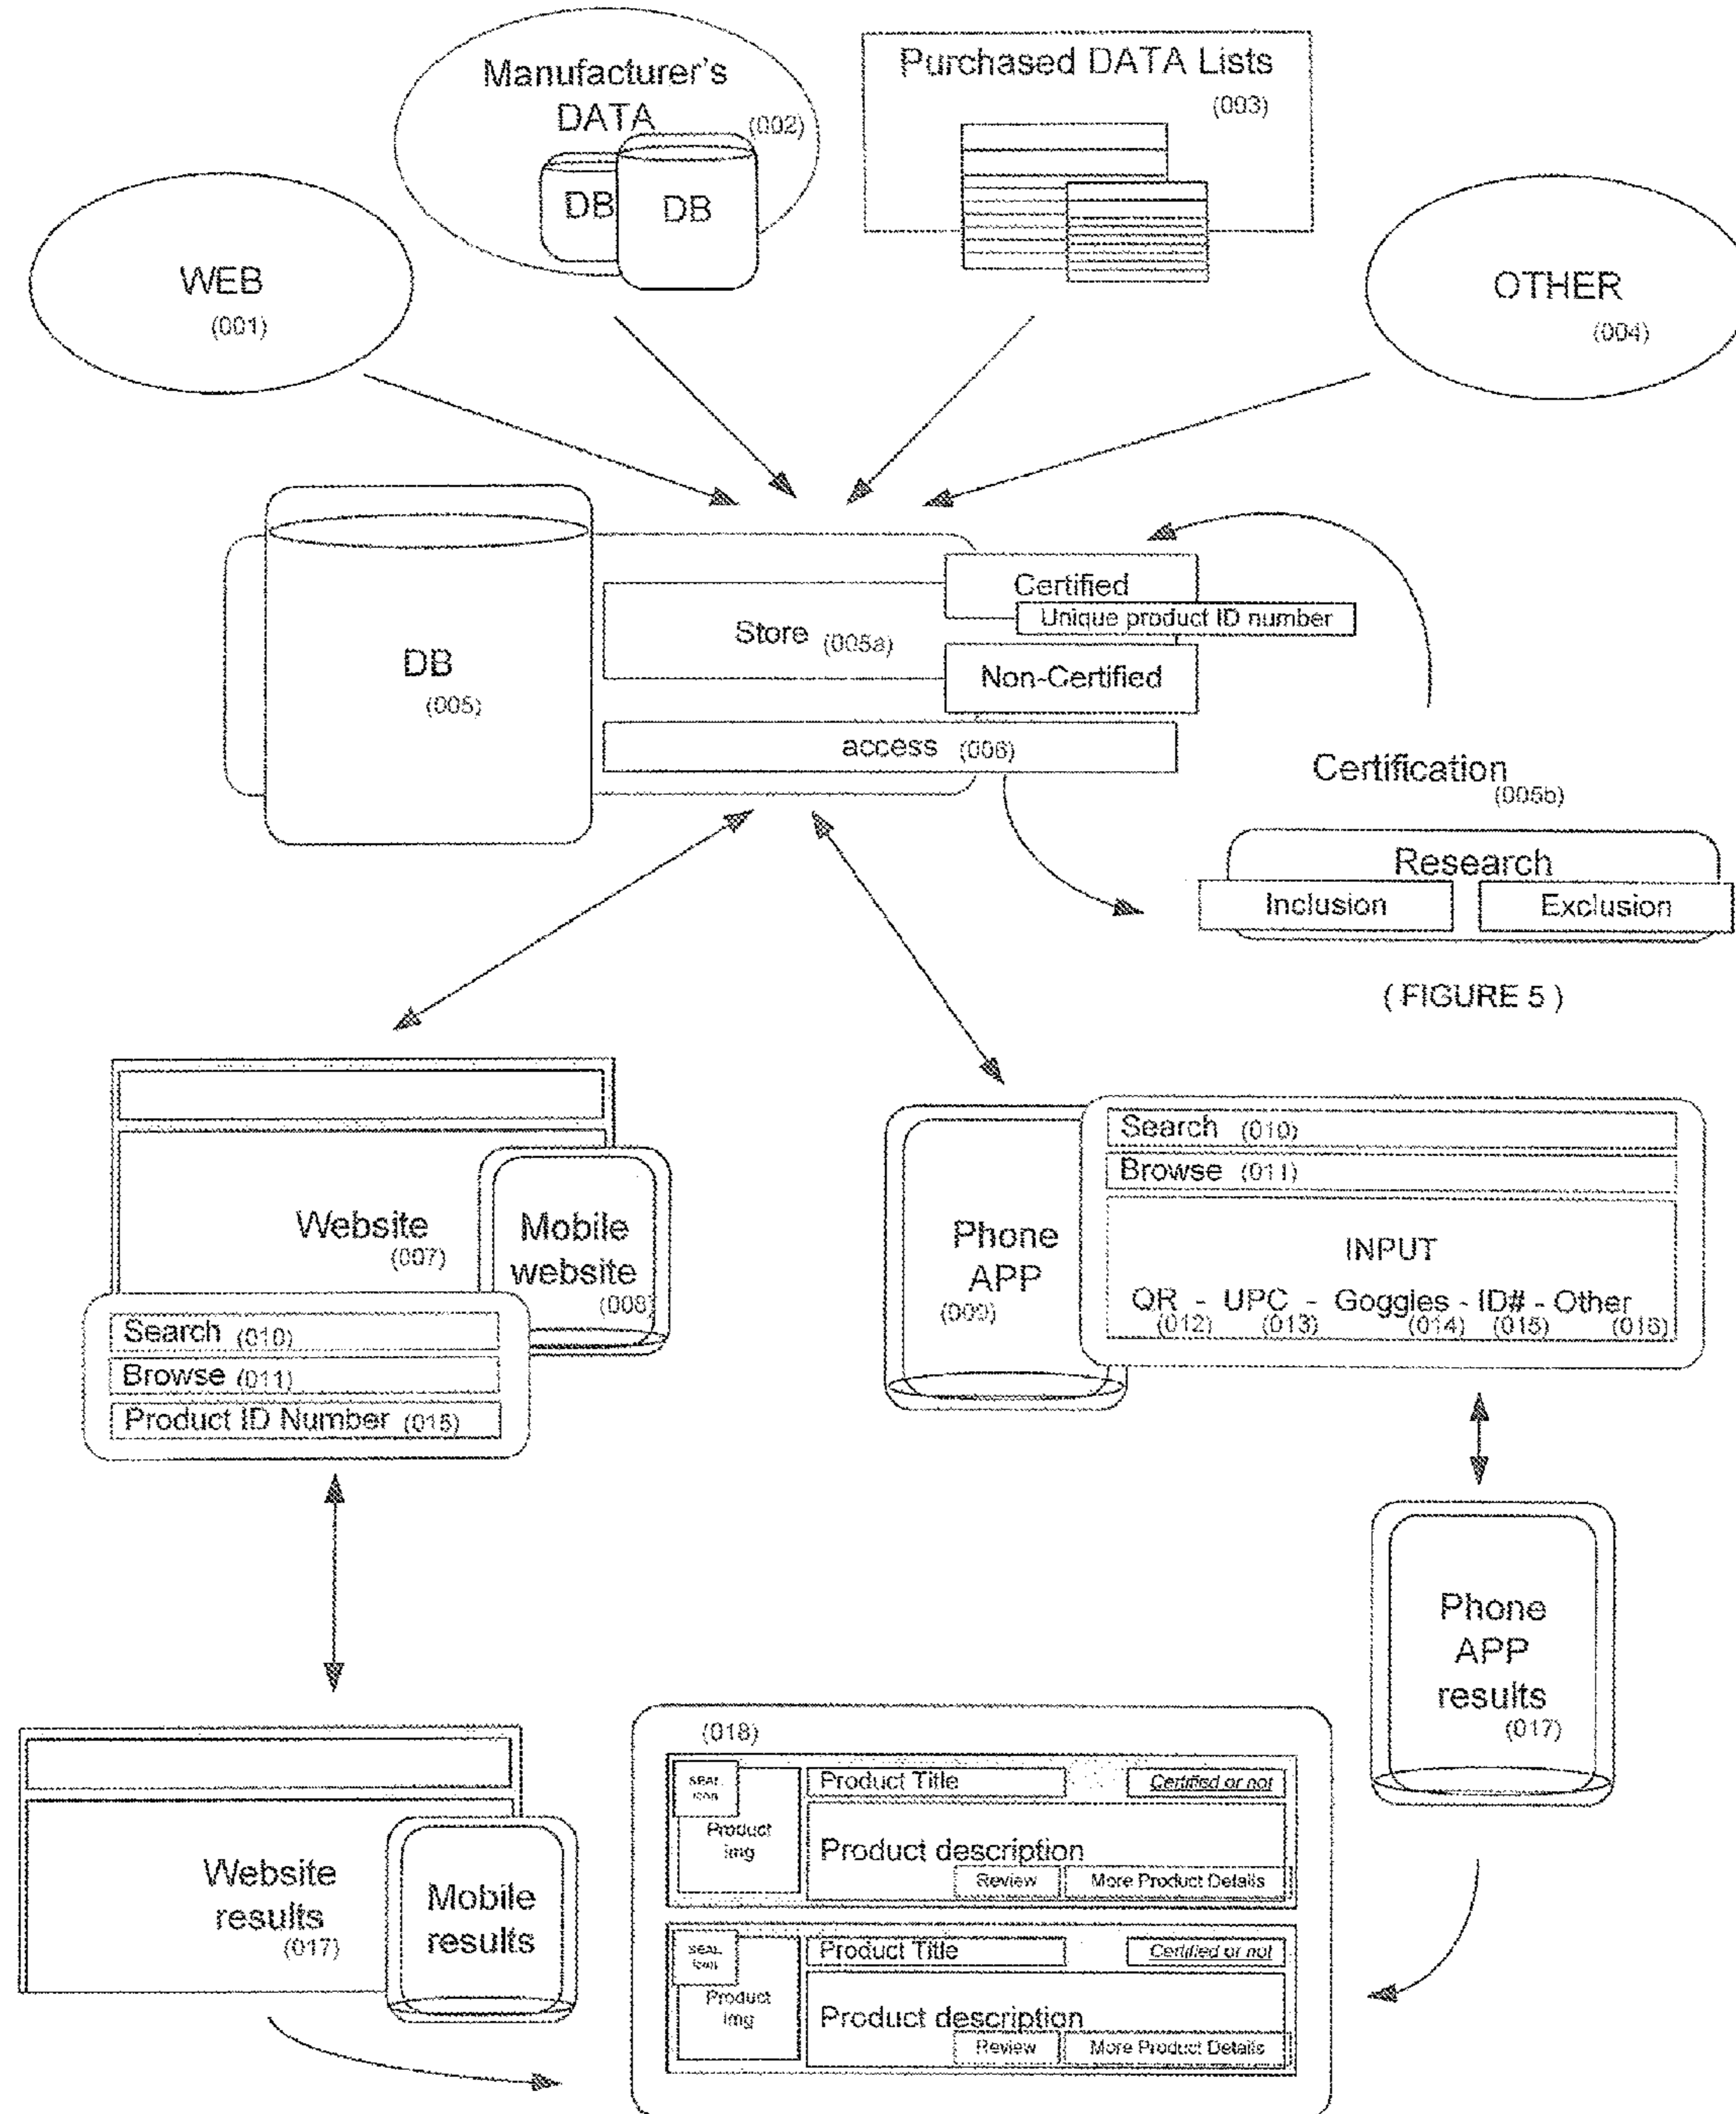 Manufacturer's
DATA
(002)
DB
DB
Purchased DATA Lists
(003)
WEB
(001)
OTHER
(004)
DB
(005)
Store (005a)
Certified
Unique product ID number
Non-Certified
access (006)
Certification
(005b)
Research
Inclusion
Exclusion
( FIGURE 5 )
Website
(007)
Mobile
website
(008)
Search (010)
Browse (011)
Product ID Number (015)
Phone
APP
(009)
Search (010)
Browse (011)
INPUT
QR - UPC - Goggles - ID# - Other
(012) (013) (014) (015) (016)
Phone
APP
results
(017)
Website
results
(017)
Mobile
results
(018)
SEAL
icon
Product
img
Product Title
Certified or not
Product description
Review
More Product Details
SEAL
icon
Product
img
Product Title
Certified or not
Product description
Review
More Product Details